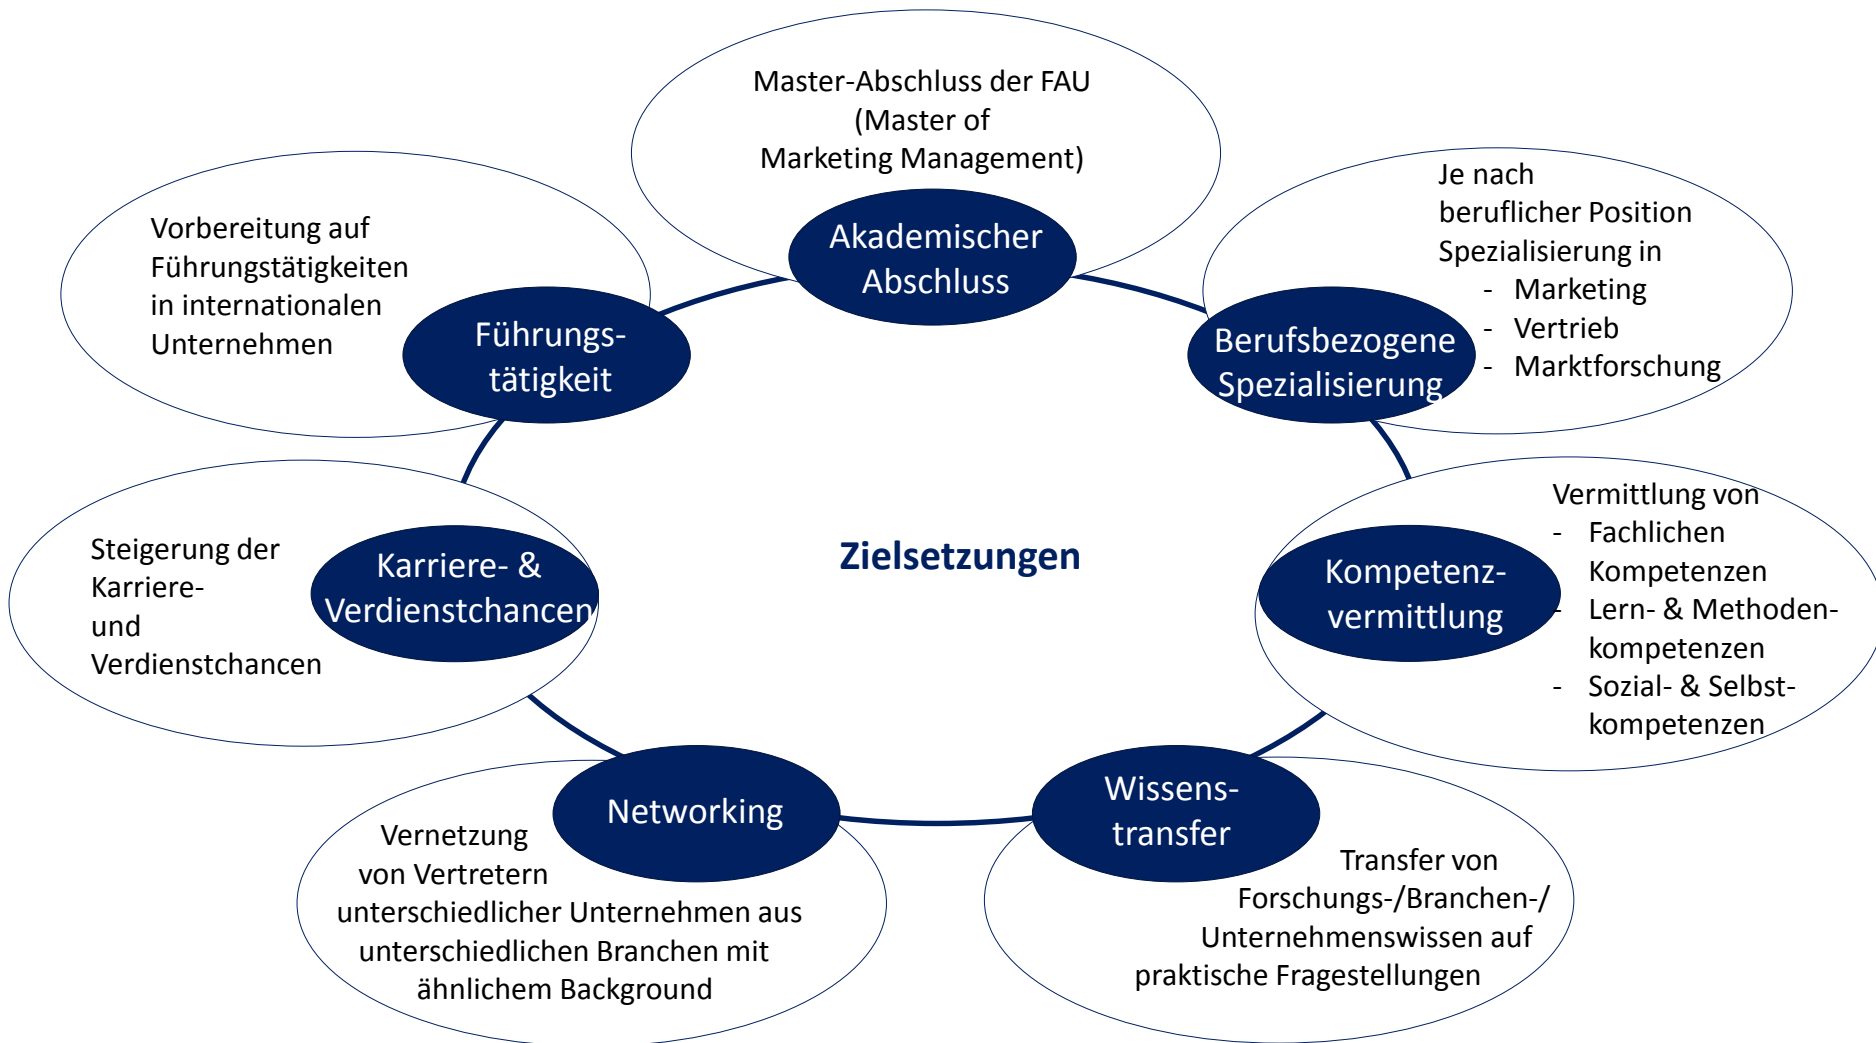 Master-Abschluss der FAU
(Master of
Marketing Management)
Akademischer
Abschluss
Je nach
beruflicher Position
Spezialisierung in
- Marketing
- Vertrieb
- Marktforschung
Berufsbezogene
Spezialisierung
Vermittlung von
- Fachlichen
Kompetenzen
- Lern- & Methoden-
kompetenzen
- Sozial- & Selbst-
kompetenzen
Kompetenz-
vermittlung
Wissens-
transfer
Transfer von
Forschungs-/Branchen-/
Unternehmenswissen auf
praktische Fragestellungen
Networking
Vernetzung
von Vertretern
unterschiedlicher Unternehmen aus
unterschiedlichen Branchen mit
ähnlichem Background
Steigerung der
Karriere-
und
Verdienstchancen
Karriere- &
Verdienstchancen
Vorbereitung auf
Führungstätigkeiten
in internationalen
Unternehmen
Führungs-
tätigkeit
Zielsetzungen